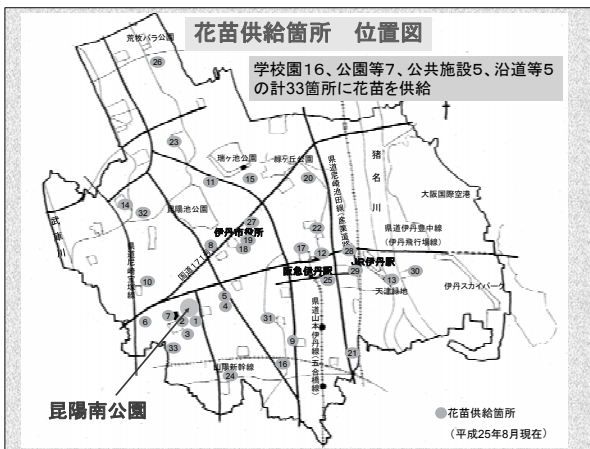 花苗供給箇所 位置図
学校園16、公園等7、公共施設5、沿道等5
の計33箇所に花苗を供給
荒牧バラ公園
26
23
瑞ヶ池公園
緑ヶ丘公園
11
15
20
猪名川
大阪国際空港
県道尼崎池田線(産業道路)
14
32
昆陽池公園
武庫川
27
伊丹市役所
19
18
8
22
17
12
28
県道伊丹豊中線
(伊丹飛行場線)
国道171号
県道尼崎宝塚線
阪急伊丹駅
JR伊丹駅
25
29
13
30
天津緑地
伊丹スカイパーク
10
5
4
7
2
1
6
3
31
県道山本伊丹線(五合橋線)
9
33
21
16
山陽新幹線
24
昆陽南公園
花苗供給箇所
(平成25年8月現在)